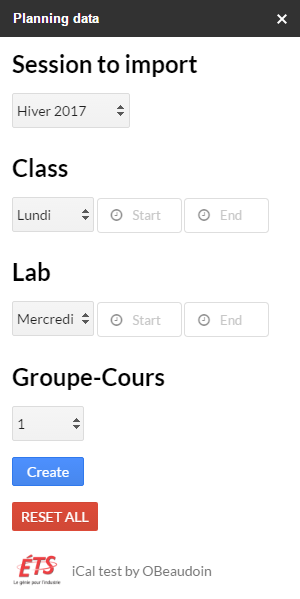 Planning data ×
Session to import
Hiver 2017
Class
Lundi Start End
Lab
Mercredi Start End
Groupe-Cours
1
Create
RESET ALL
ÉTS
Le génie pour l'industrie
iCal test by OBeaudoin